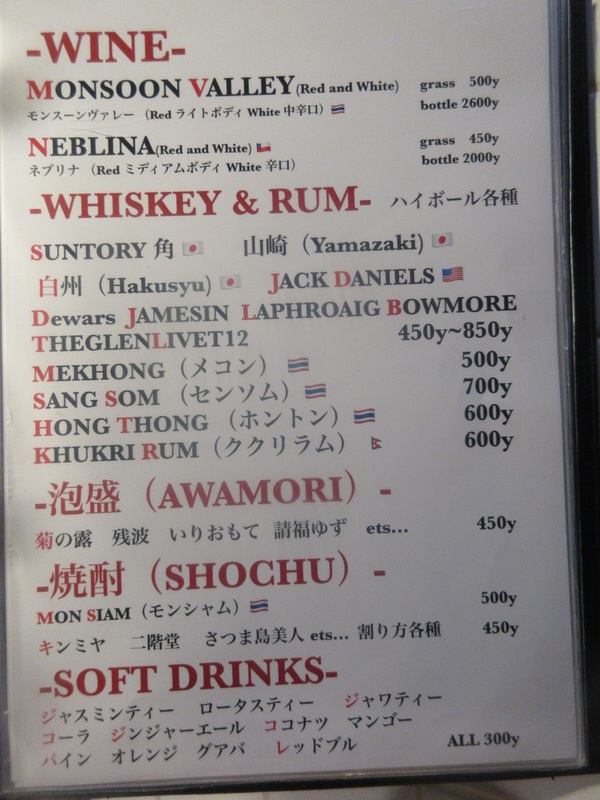 -WINE-
MONSOON VALLEY(Red and White) grass 500y
モンスーンヴァレー （Red ライトボディ White 中辛口） bottle 2600y
NEBLINA(Red and White) grass 450y
ネブリナ （Red ミディアムボディ White 辛口） bottle 2000y
-WHISKEY & RUM- ハイボール各種
SUNTORY 角 山崎（Yamazaki）
白州（Hakusyu） JACK DANIELS
Dewars JAMESIN LAPHROAIG BOWMORE
THEGLENLIVET12 450y~850y
MEKHONG（メコン） 500y
SANG SOM （センソム） 700y
HONG THONG （ホントン） 600y
KHUKRI RUM（ククリラム） 600y
-泡盛（AWAMORI）-
菊の露 残波 いりおもて 請福ゆず ets... 450y
-焼酎（SHOCHU）-
MON SIAM（モンシャム） 500y
キンミヤ 二階堂 さつま島美人 ets... 割り方各種 450y
-SOFT DRINKS-
ジャスミンティー ロータスティー ジャワティー
コーラ ジンジャーエール ココナツ マンゴー
パイン オレンジ グアバ レッドブル ALL 300y